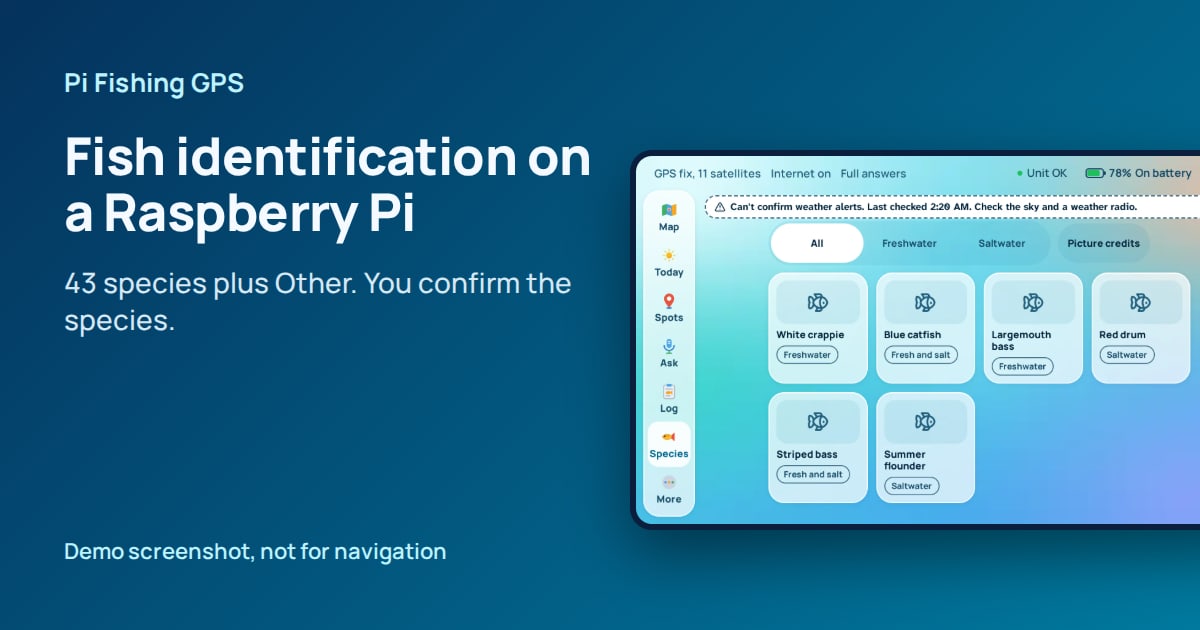 Pi Fishing GPS
Fish identification on
a Raspberry Pi
43 species plus Other. You confirm the
species.
Demo screenshot, not for navigation
GPS fix, 11 satellites Internet on Full answers Unit OK 78% On battery
Can't confirm weather alerts. Last checked 2:20 AM. Check the sky and a weather radio.
Map
Today
Spots
Ask
Log
Species
More
All Freshwater Saltwater Picture credits
White crappie
Freshwater
Blue catfish
Fresh and salt
Largemouth
bass
Freshwater
Red drum
Saltwater
Striped bass
Fresh and salt
Summer
flounder
Saltwater